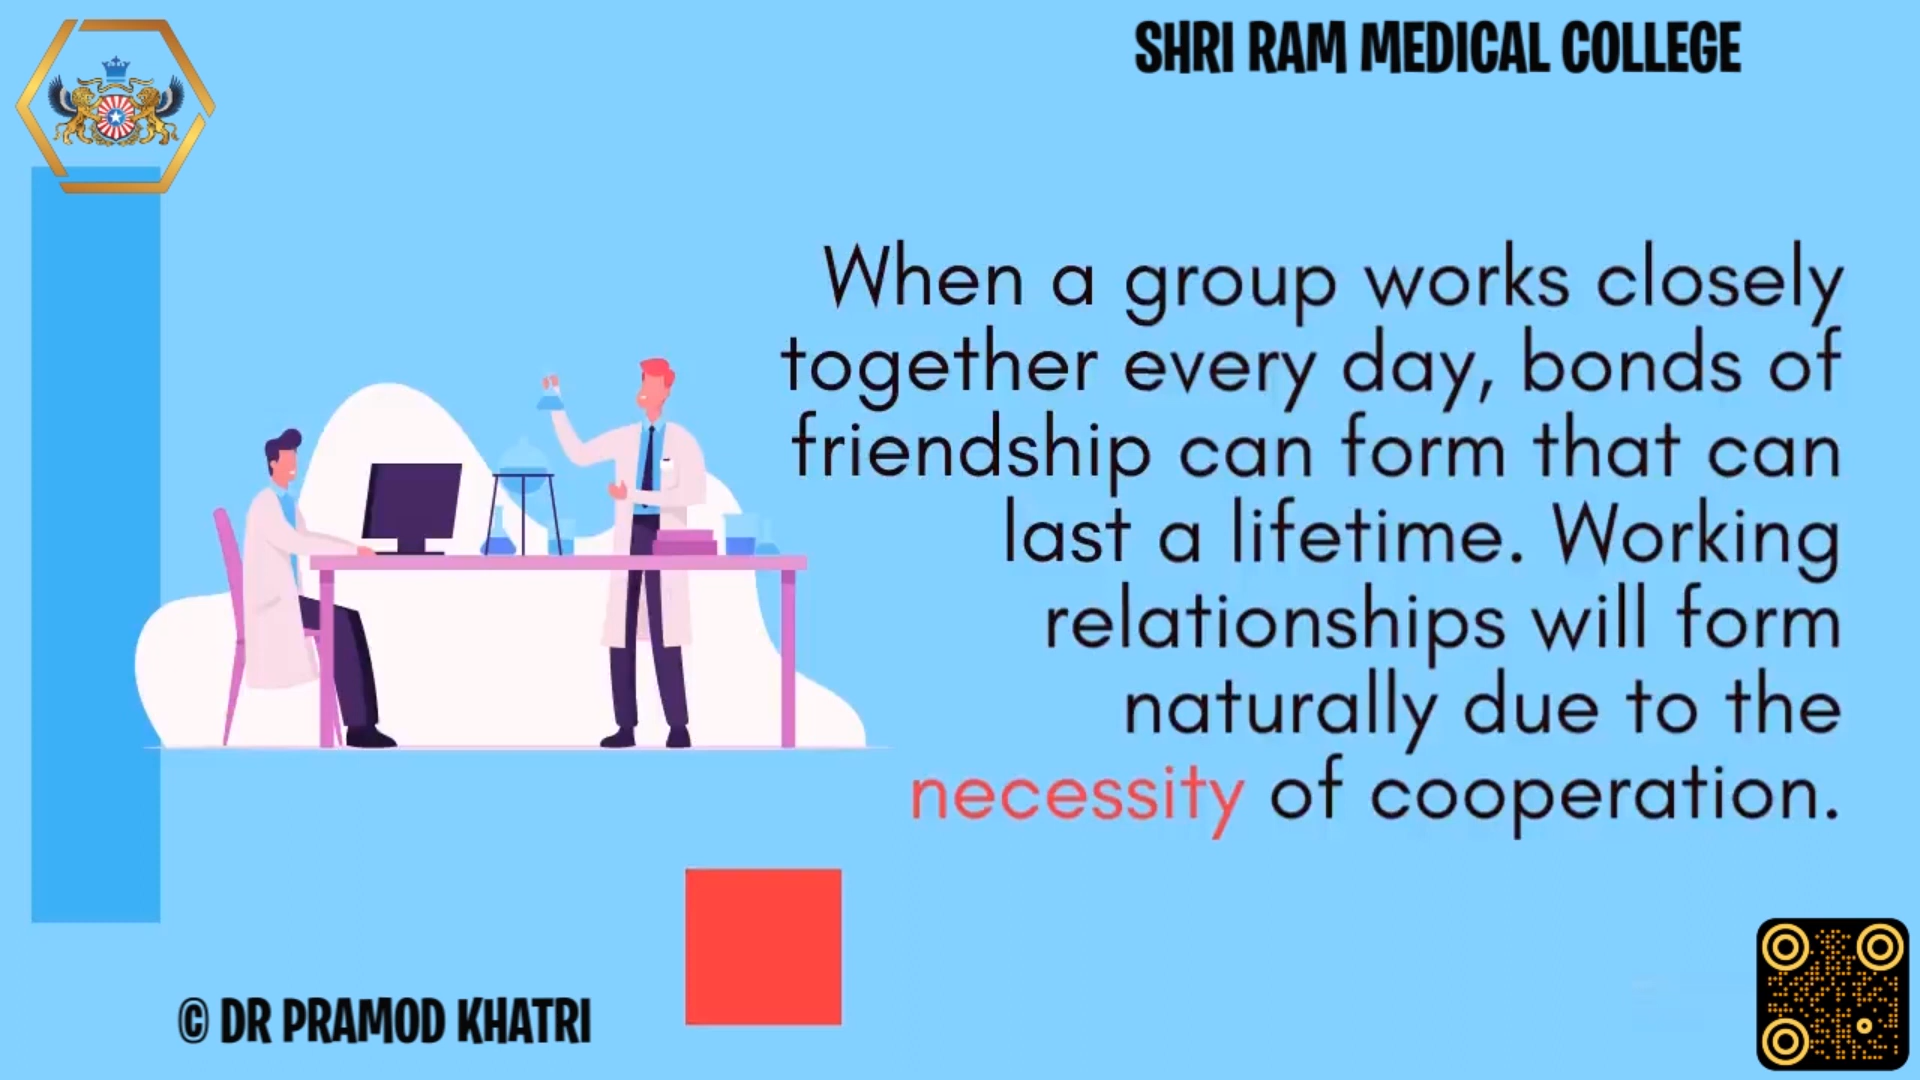 SHRI RAM MEDICAL COLLEGE
When a group works closely
together every day, bonds of
friendship can form that can
last a lifetime. Working
relationships will form
naturally due to the
necessity of cooperation.
© DR PRAMOD KHATRI